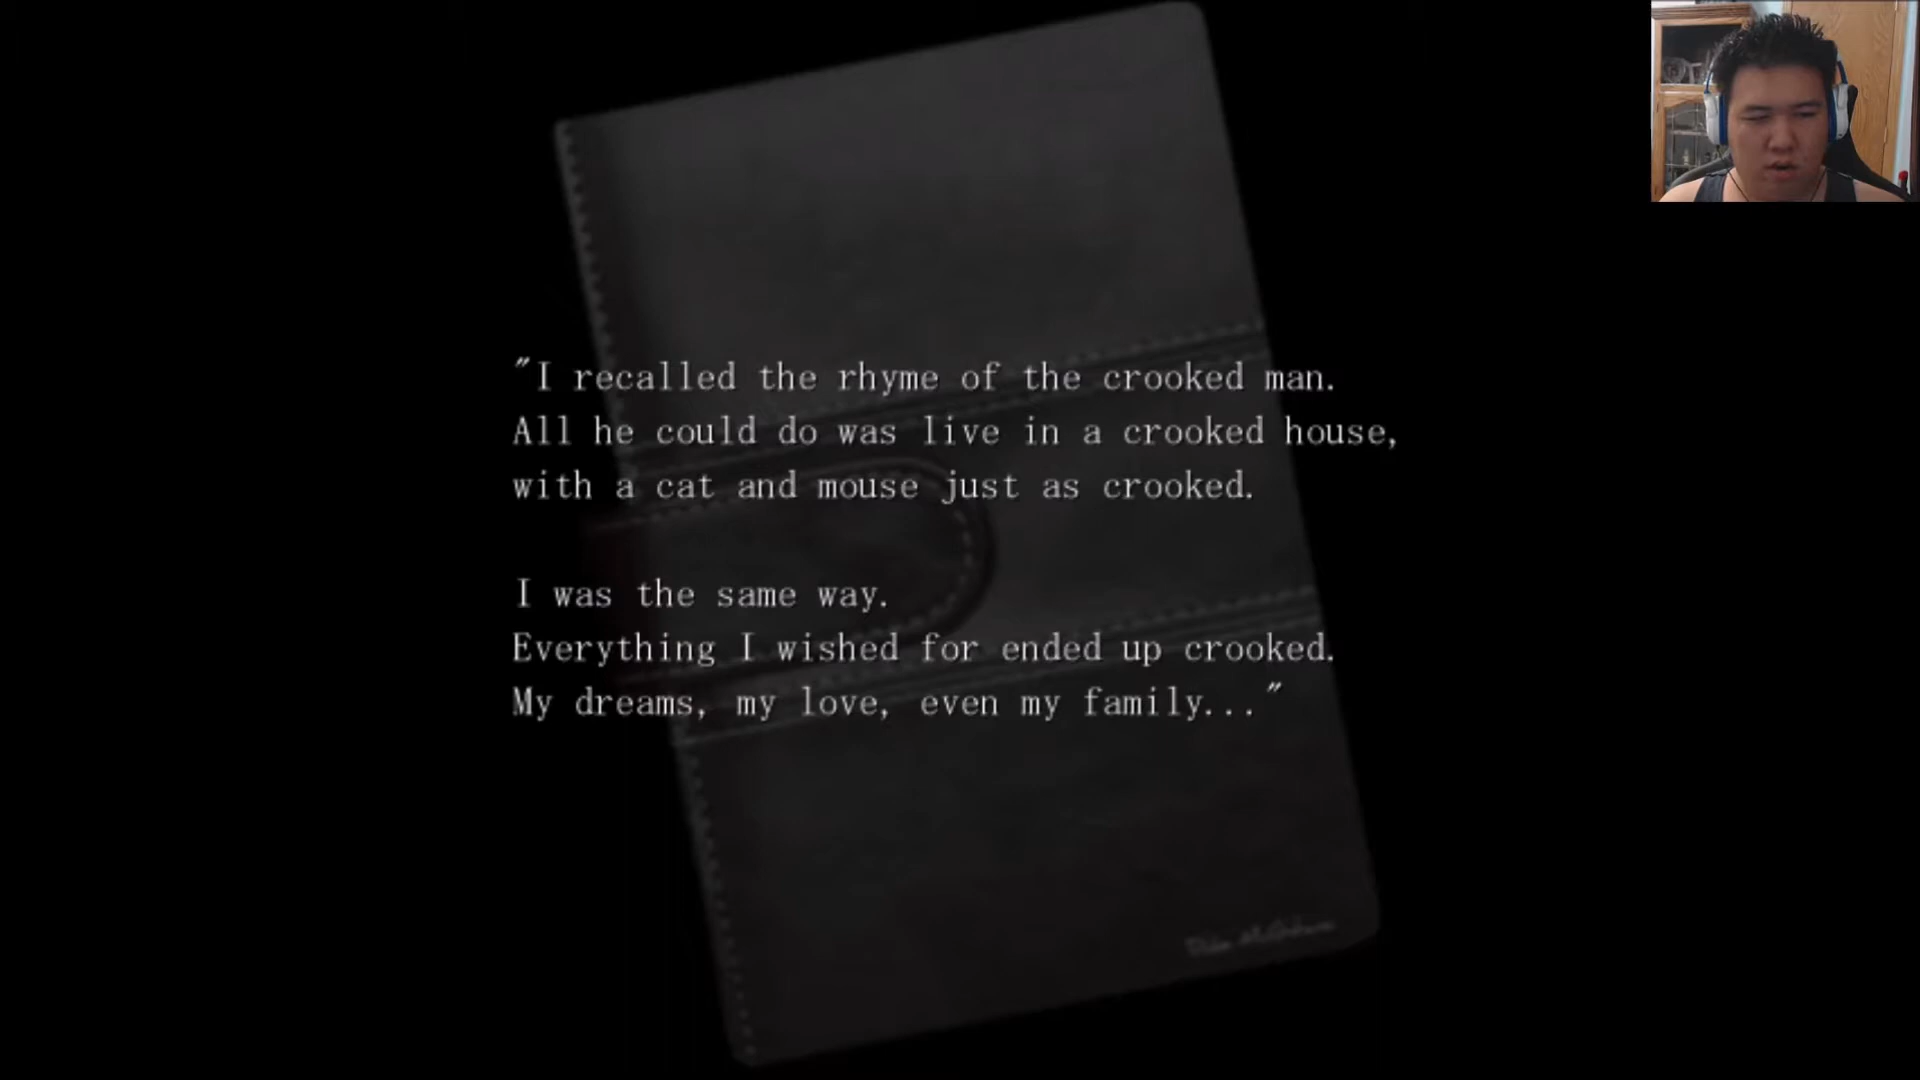 "I recalled the rhyme of the crooked man.
All he could do was live in a crooked house,
with a cat and mouse just as crooked.
I was the same way.
Everything I wished for ended up crooked.
My dreams, my love, even my family..."